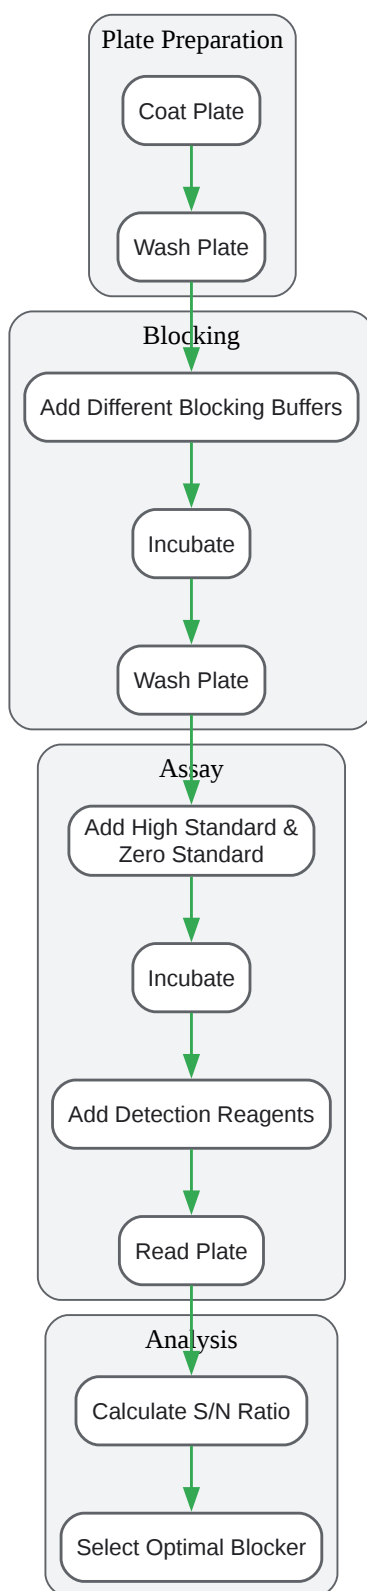 Plate Preparation
Coat Plate
Wash Plate
Blocking
Add Different Blocking Buffers
Incubate
Wash Plate
Assay
Add High Standard &
Zero Standard
Incubate
Add Detection Reagents
Read Plate
Analysis
Calculate S/N Ratio
Select Optimal Blocker